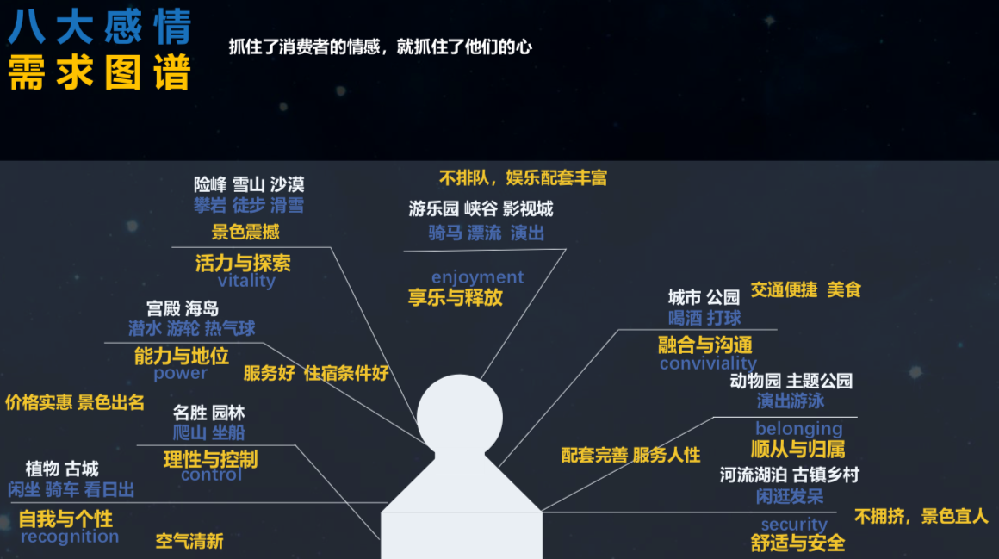 八大感情
需求图谱
抓住了消费者的情感，就抓住了他们的心
险峰 雪山 沙漠
攀岩 徒步 滑雪
景色震撼
活力与探索
vitality
不排队，娱乐配套丰富
游乐园 峡谷 影视城
骑马 漂流 演出
enjoyment
享乐与释放
宫殿 海岛
潜水 游轮 热气球
能力与地位
power
服务好 住宿条件好
城市 公园
交通便捷 美食
喝酒 打球
融合与沟通
conviviality
价格实惠 景色出名
名胜 园林
爬山 坐船
理性与控制
control
动物园 主题公园
演出游泳
belonging
顺从与归属
配套完善 服务人性
植物 古城
闲坐 骑车 看日出
自我与个性
recognition
空气清新
河流湖泊 古镇乡村
闲逛发呆
不拥挤，景色宜人
security
舒适与安全